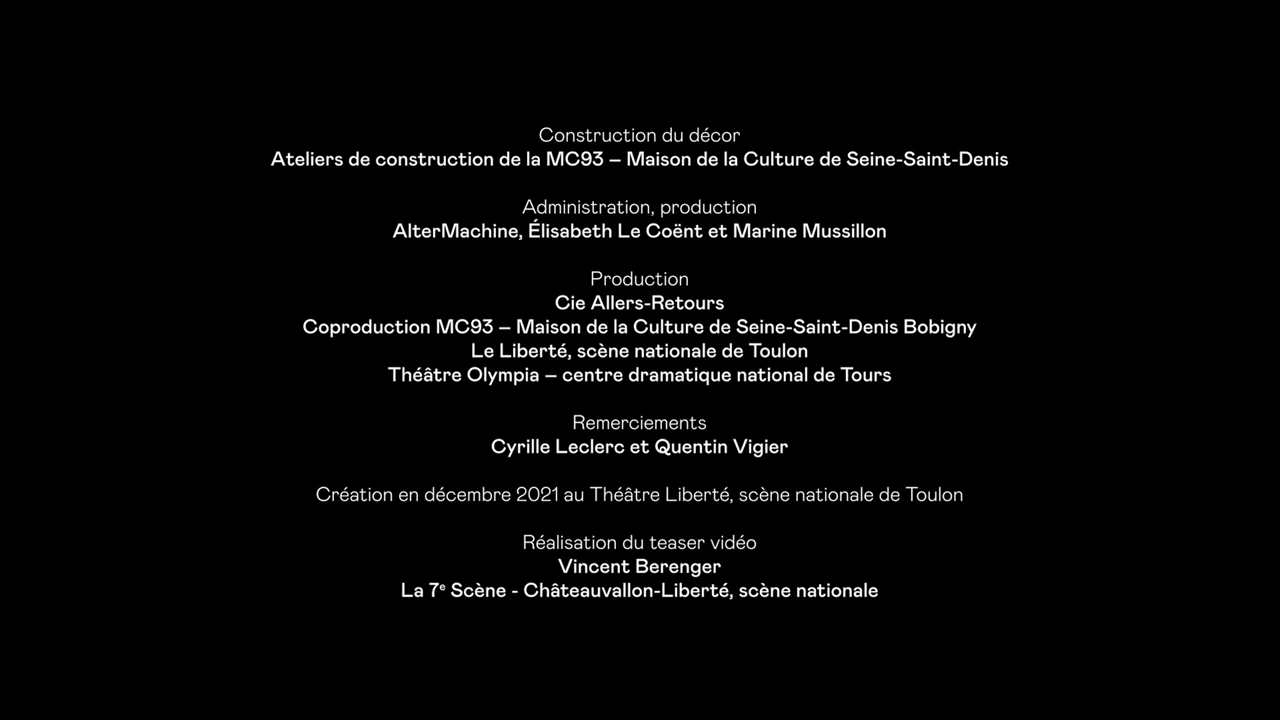 Construction du décor
Ateliers de construction de la MC93 – Maison de la Culture de Seine-Saint-Denis
Administration, production
AlterMachine, Élisabeth Le Coënt et Marine Mussillon
Production
Cie Allers-Retours
Coproduction MC93 – Maison de la Culture de Seine-Saint-Denis Bobigny
Le Liberté, scène nationale de Toulon
Théâtre Olympia – centre dramatique national de Tours
Remerciements
Cyrille Leclerc et Quentin Vigier
Création en décembre 2021 au Théâtre Liberté, scène nationale de Toulon
Réalisation du teaser vidéo
Vincent Berenger
La 7ᵉ Scène - Châteauvallon-Liberté, scène nationale